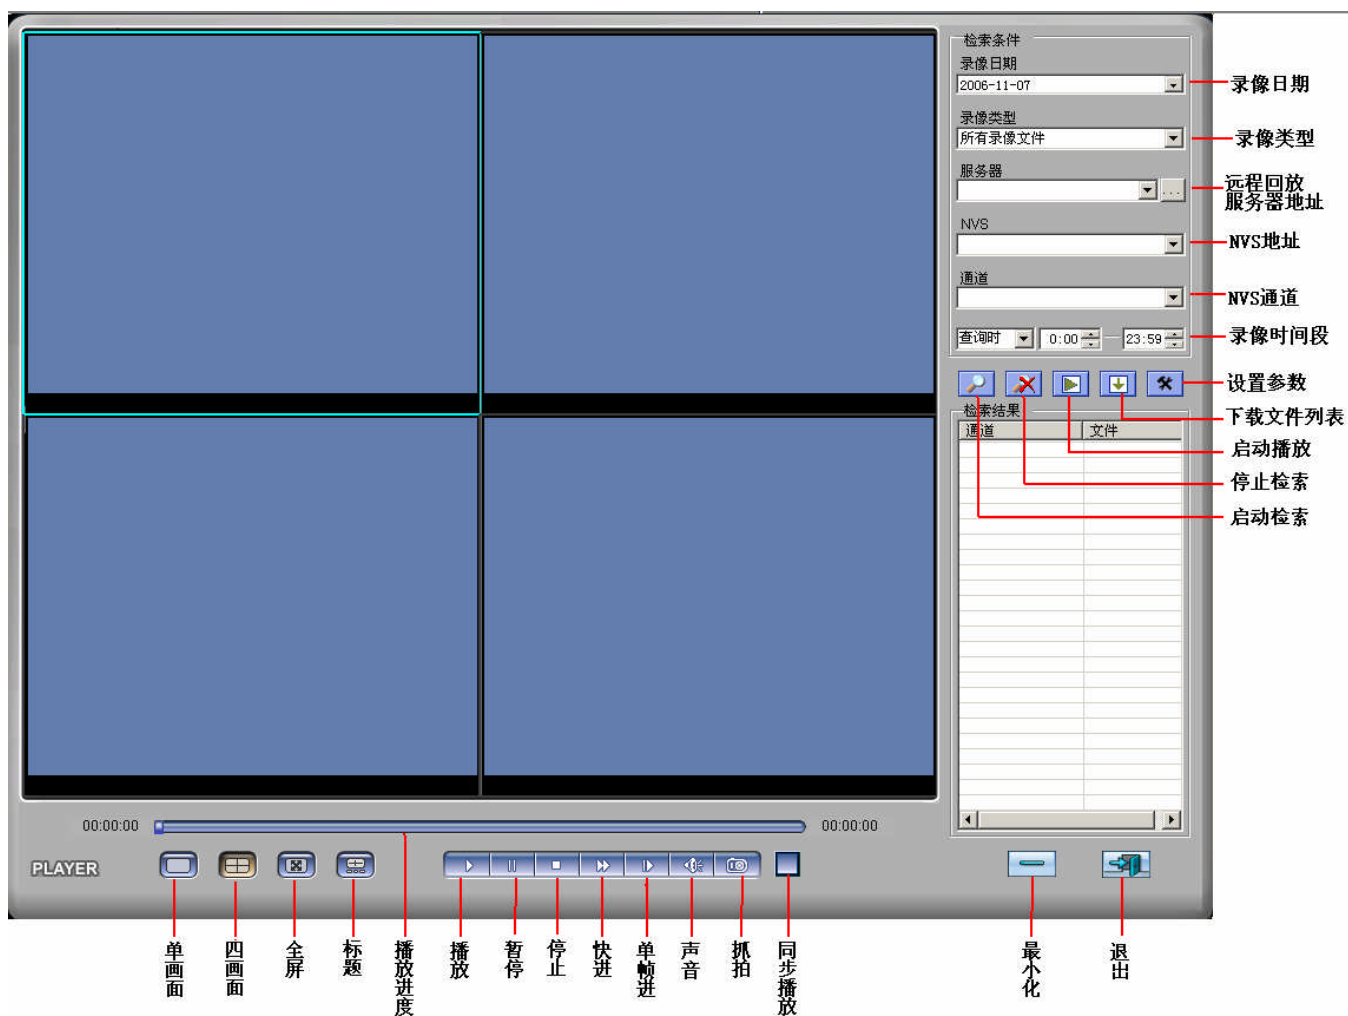 检索条件
录像日期
2006-11-07
录像日期
录像类型
所有录像文件
录像类型
服务器
...
远程回放
服务器地址
NVS
NVS地址
通道
NVS通道
查询时 0:00 — 23:59
录像时间段
设置参数
下载文件列表
启动播放
停止检索
启动检索
检索结果
通道 文件
00:00:00 00:00:00
PLAYER
单画面
四画面
全屏
标题
播放进度
播放
暂停
停止
快进
单帧进
声音
抓拍
同步播放
最小化
退出